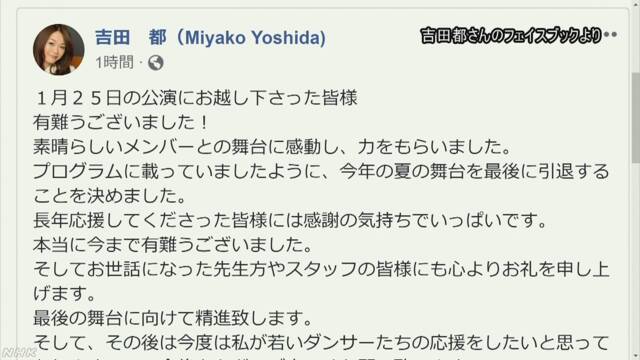 吉田　都（Miyako Yoshida)
吉田都さんのフェイスブックより
1時間
１月２５日の公演にお越し下さった皆様
有難うございました！
素晴らしいメンバーとの舞台に感動し、力をもらいました。
プログラムに載っていましたように、今年の夏の舞台を最後に引退する
ことを決めました。
長年応援してくださった皆様には感謝の気持ちでいっぱいです。
本当に今まで有難うございました。
そしてお世話になった先生方やスタッフの皆様にも心よりお礼を申し上
げます。
最後の舞台に向けて精進致します。
そして、その後は今度は私が若いダンサーたちの応援をしたいと思って
NHK